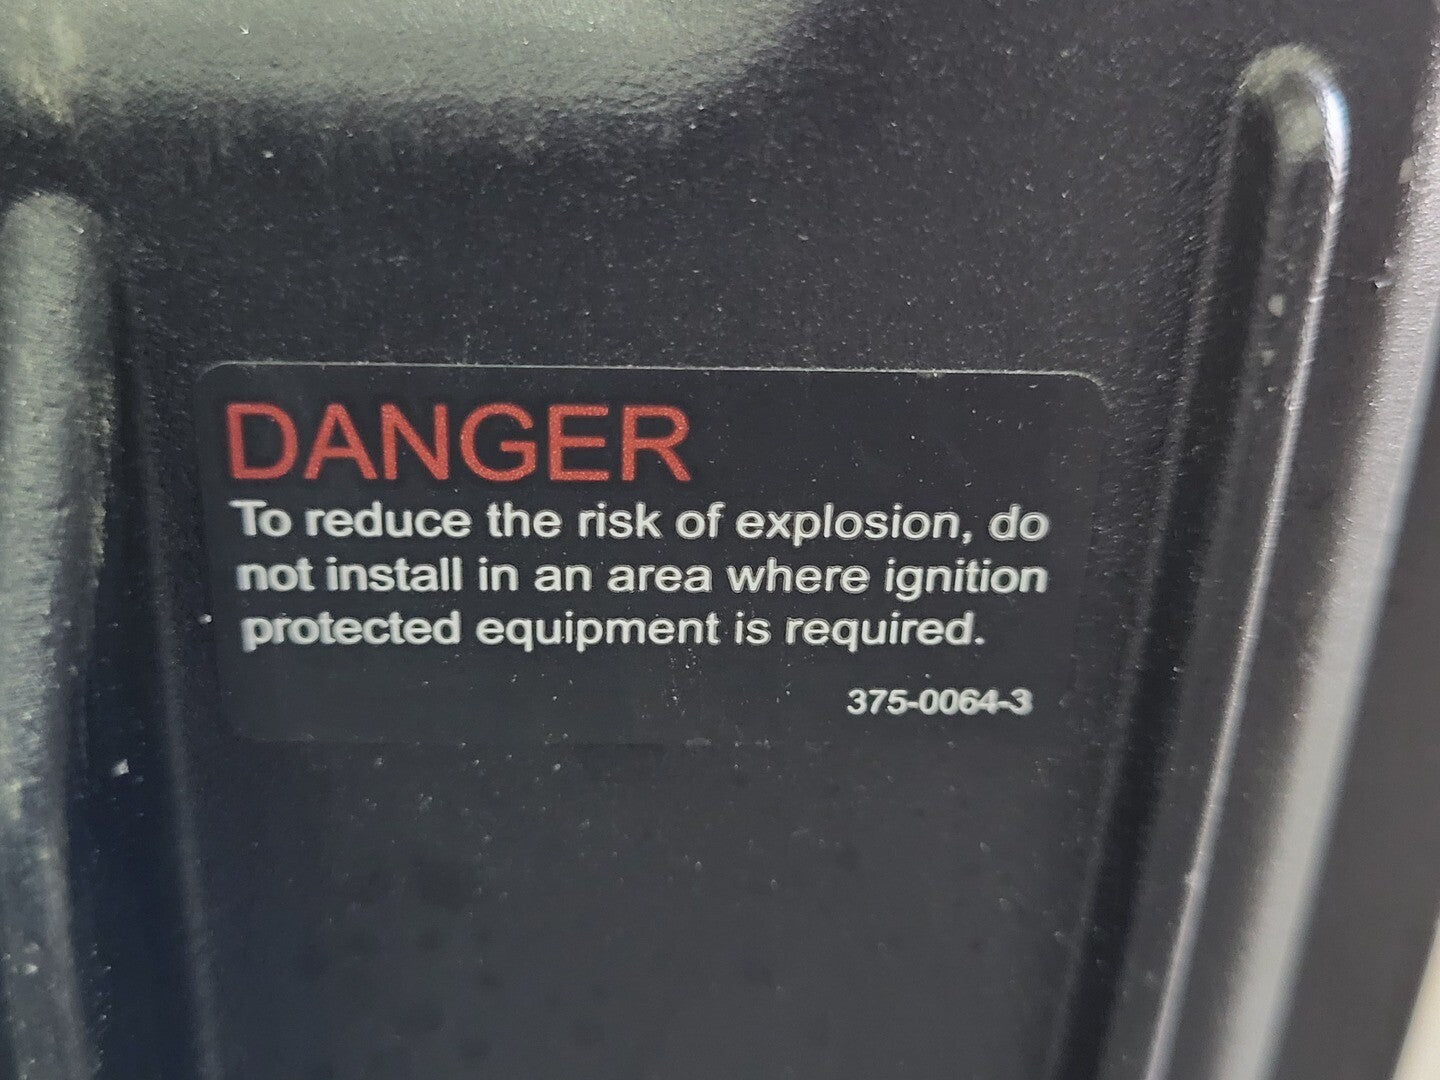 DANGER
To reduce the risk of explosion, do
not install in an area where ignition
protected equipment is required.
375-0064-3